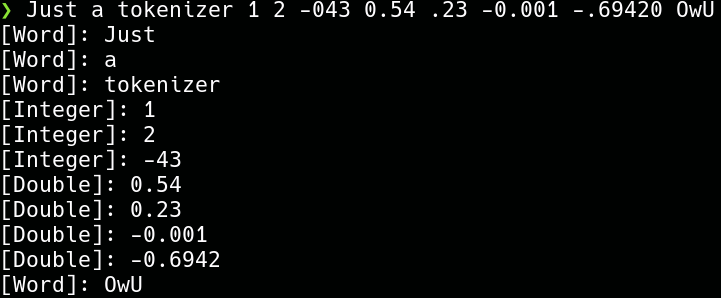 ❯ Just a tokenizer 1 2 -043 0.54 .23 -0.001 -.69420 OwU
[Word]: Just
[Word]: a
[Word]: tokenizer
[Integer]: 1
[Integer]: 2
[Integer]: -43
[Double]: 0.54
[Double]: 0.23
[Double]: -0.001
[Double]: -0.6942
[Word]: OwU